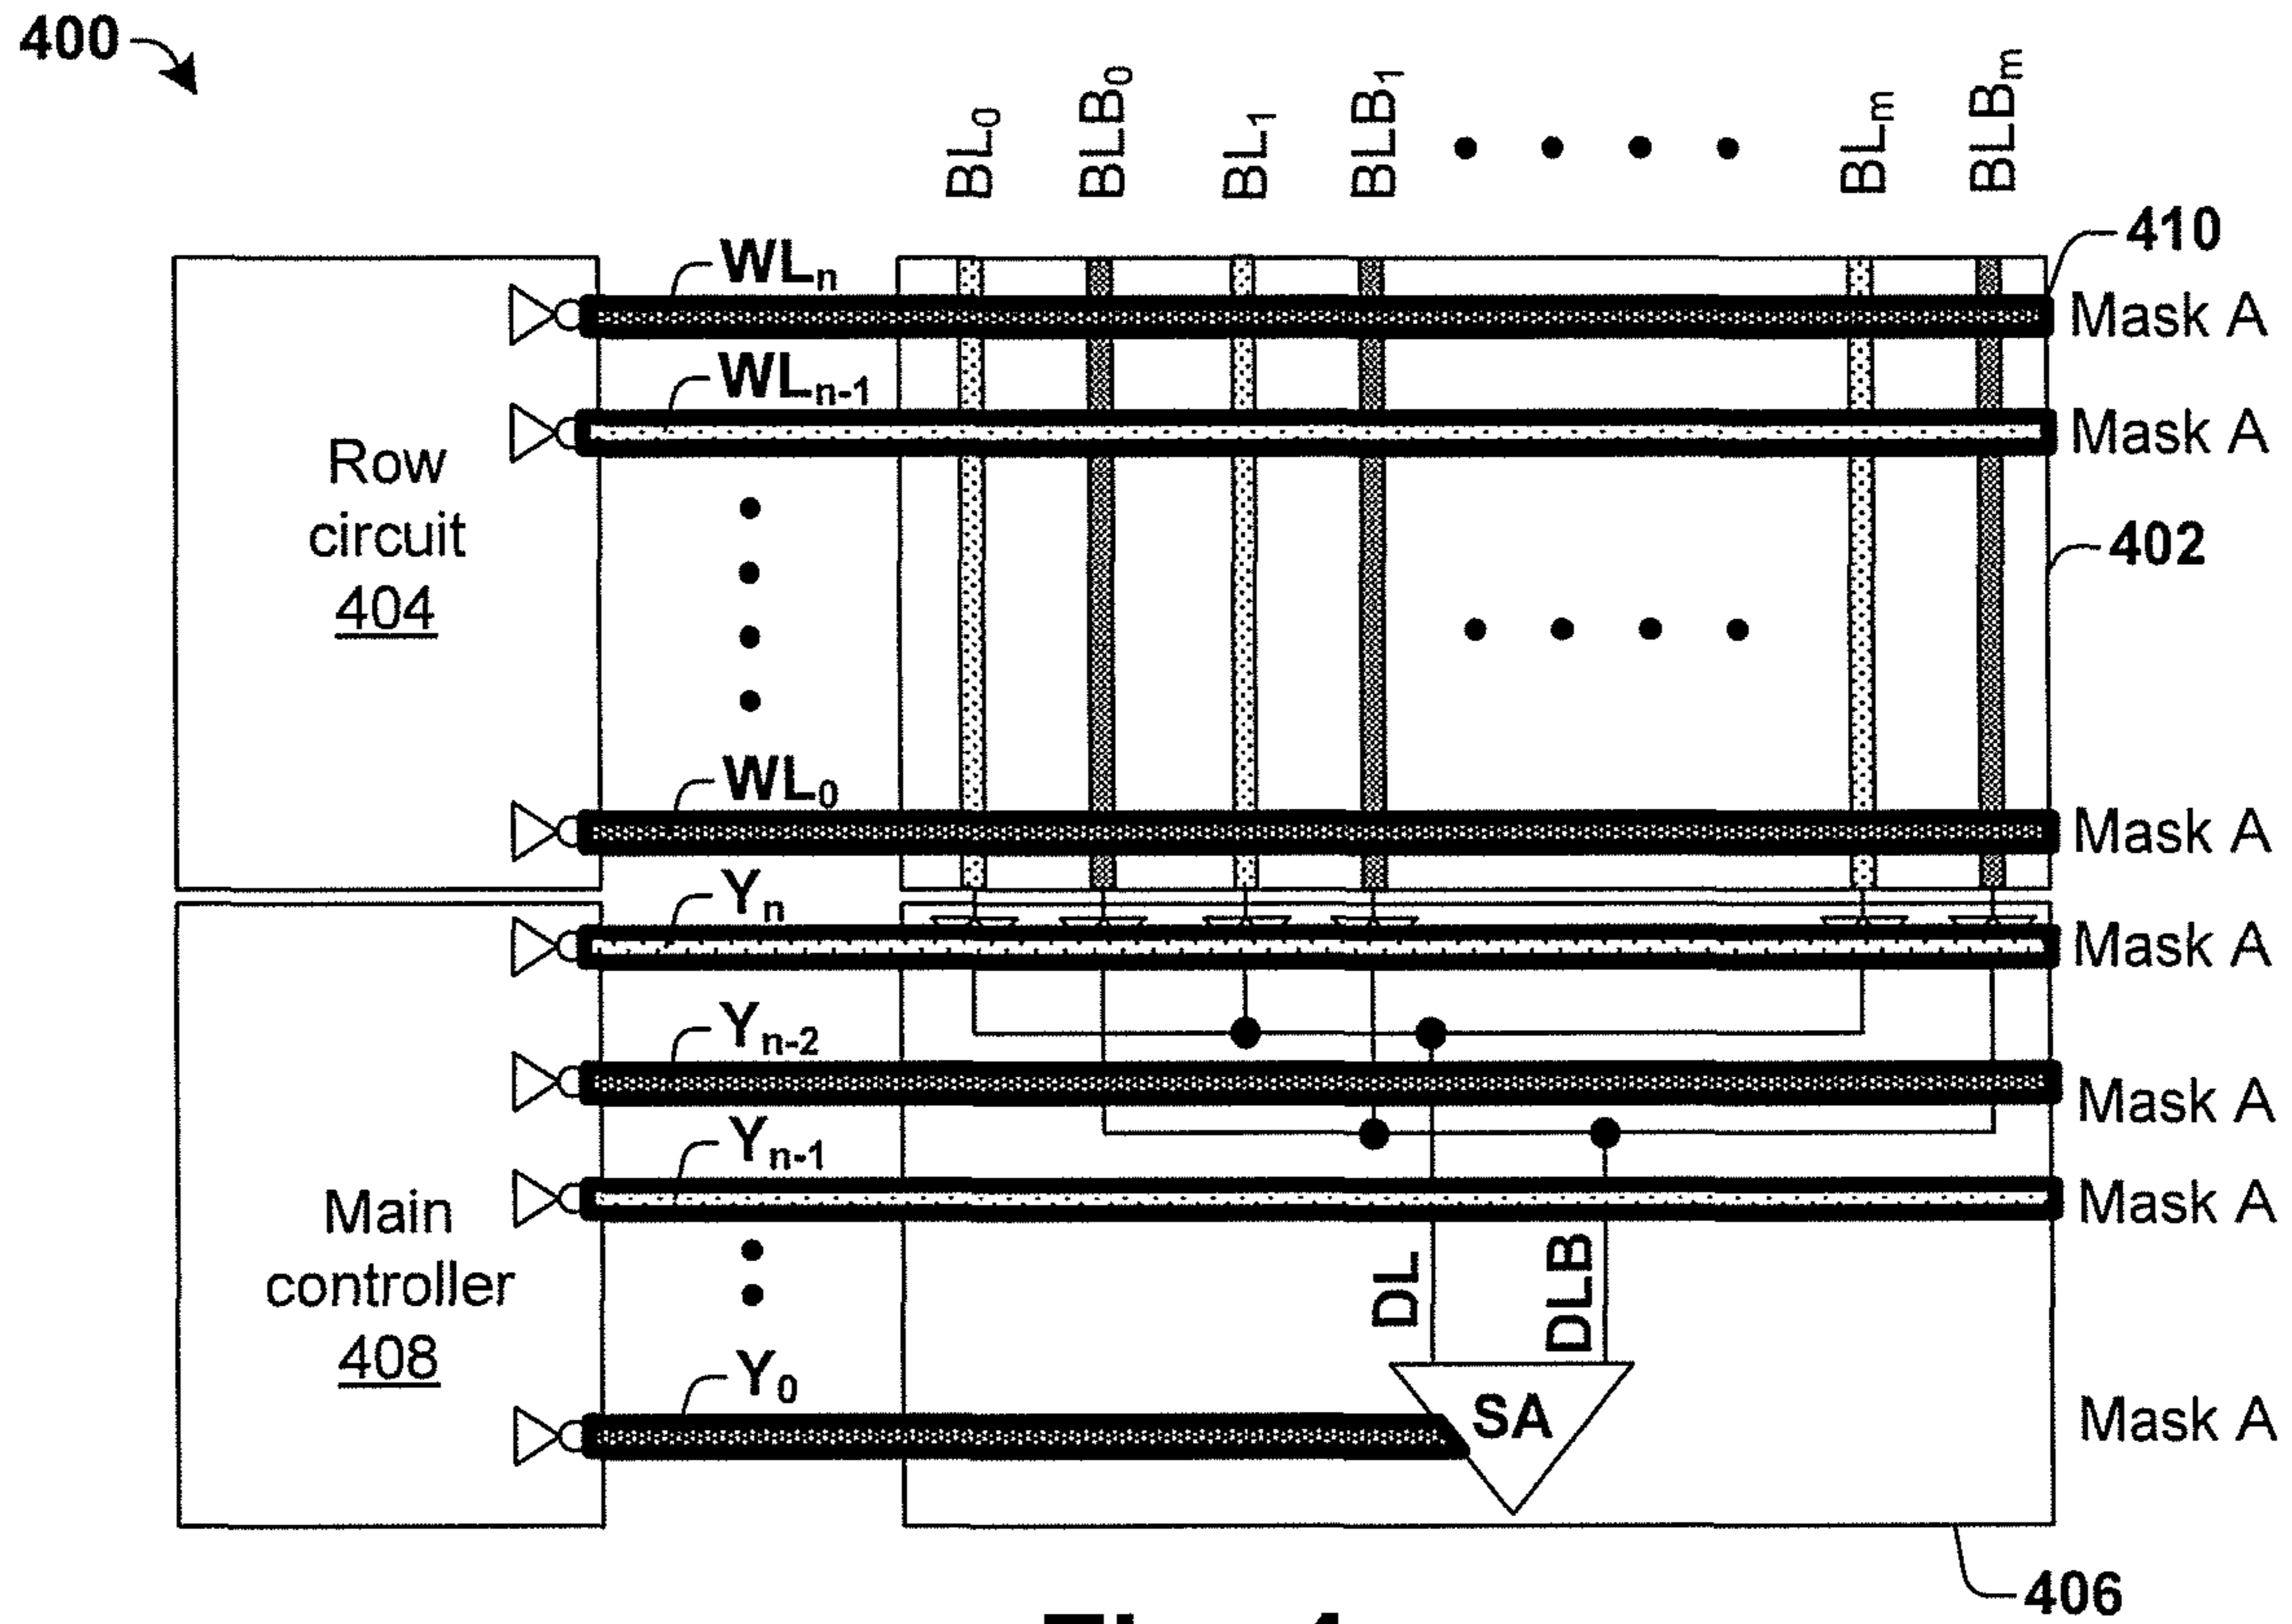 400
BL0
BLB0
BL1
BLB1
BLm
BLBm
410
WLn
Mask A
WLn-1
Mask A
Row
circuit
404
402
WL0
Mask A
Yn
Mask A
Yn-2
Mask A
Yn-1
Mask A
Main
controller
408
DL
DLB
Y0
SA
Mask A
406